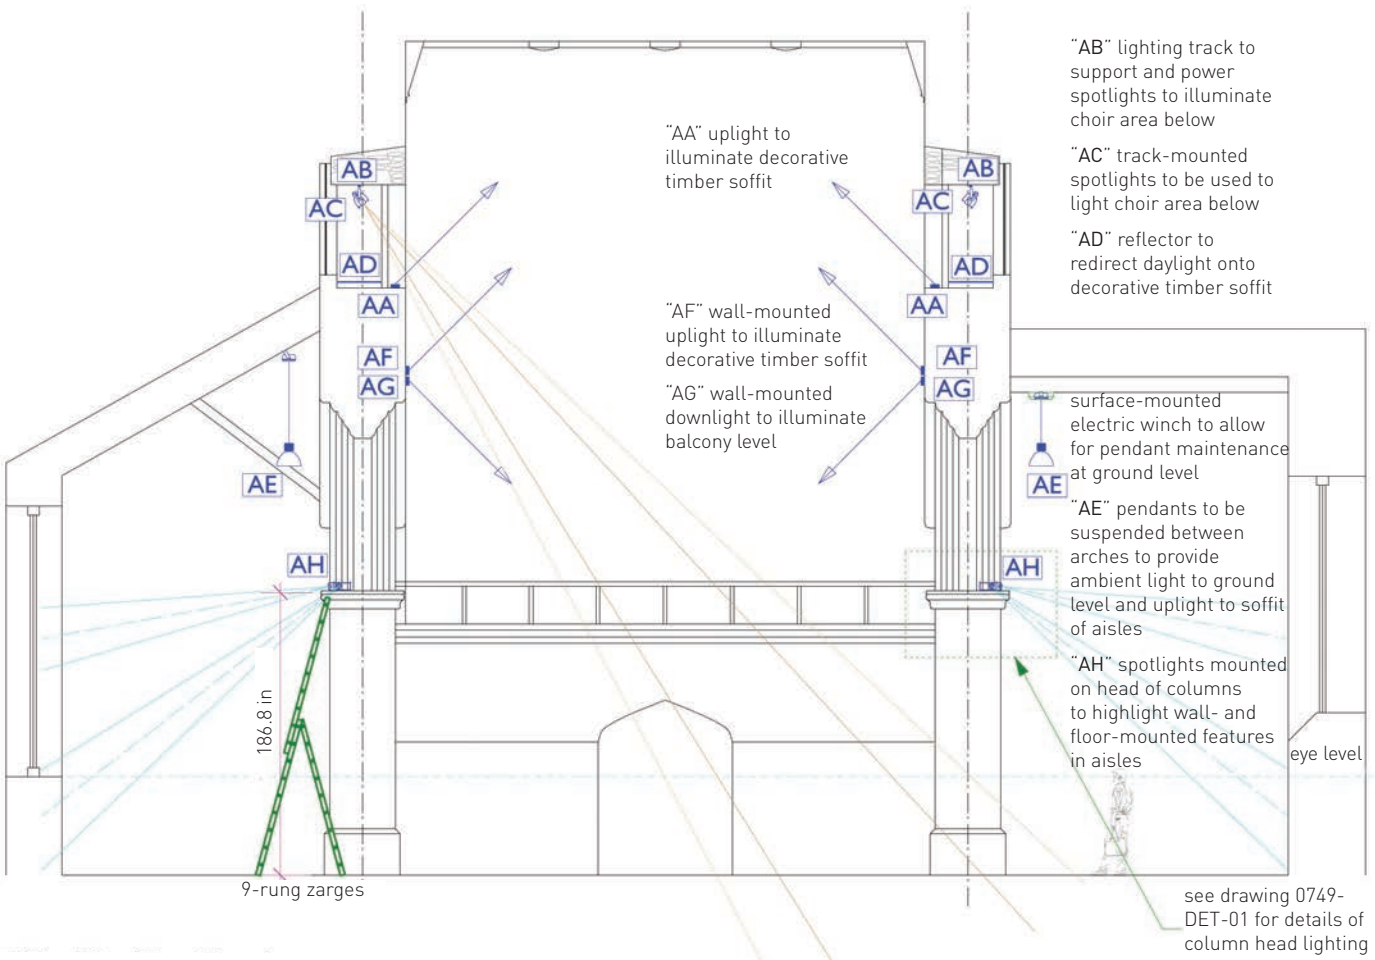 "AB" lighting track to
support and power
spotlights to illuminate
choir area below
"AC" track-mounted
spotlights to be used to
light choir area below
"AD" reflector to
redirect daylight onto
decorative timber soffit
"AA" uplight to
illuminate decorative
timber soffit
AB
AC
AD
AA
AF
AG
AE
AH
AB
AC
AD
AA
AF
AG
AE
AH
"AF" wall-mounted
uplight to illuminate
decorative timber soffit
"AG" wall-mounted
downlight to illuminate
balcony level
surface-mounted
electric winch to allow
for pendant maintenance
at ground level
"AE" pendants to be
suspended between
arches to provide
ambient light to ground
level and uplight to soffit
of aisles
"AH" spotlights mounted
on head of columns
to highlight wall- and
floor-mounted features
in aisles
eye level
186.8 in
9-rung zarges
see drawing 0749-
DET-01 for details of
column head lighting